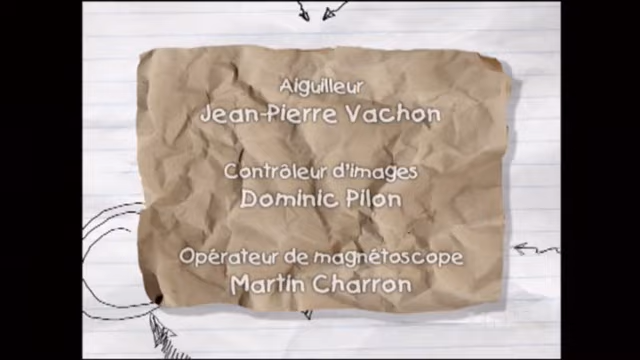 Aiguilleur
Jean-Pierre Vachon
Contrôleur d'images
Dominic Pilon
Opérateur de magnétoscope
Martin Charron